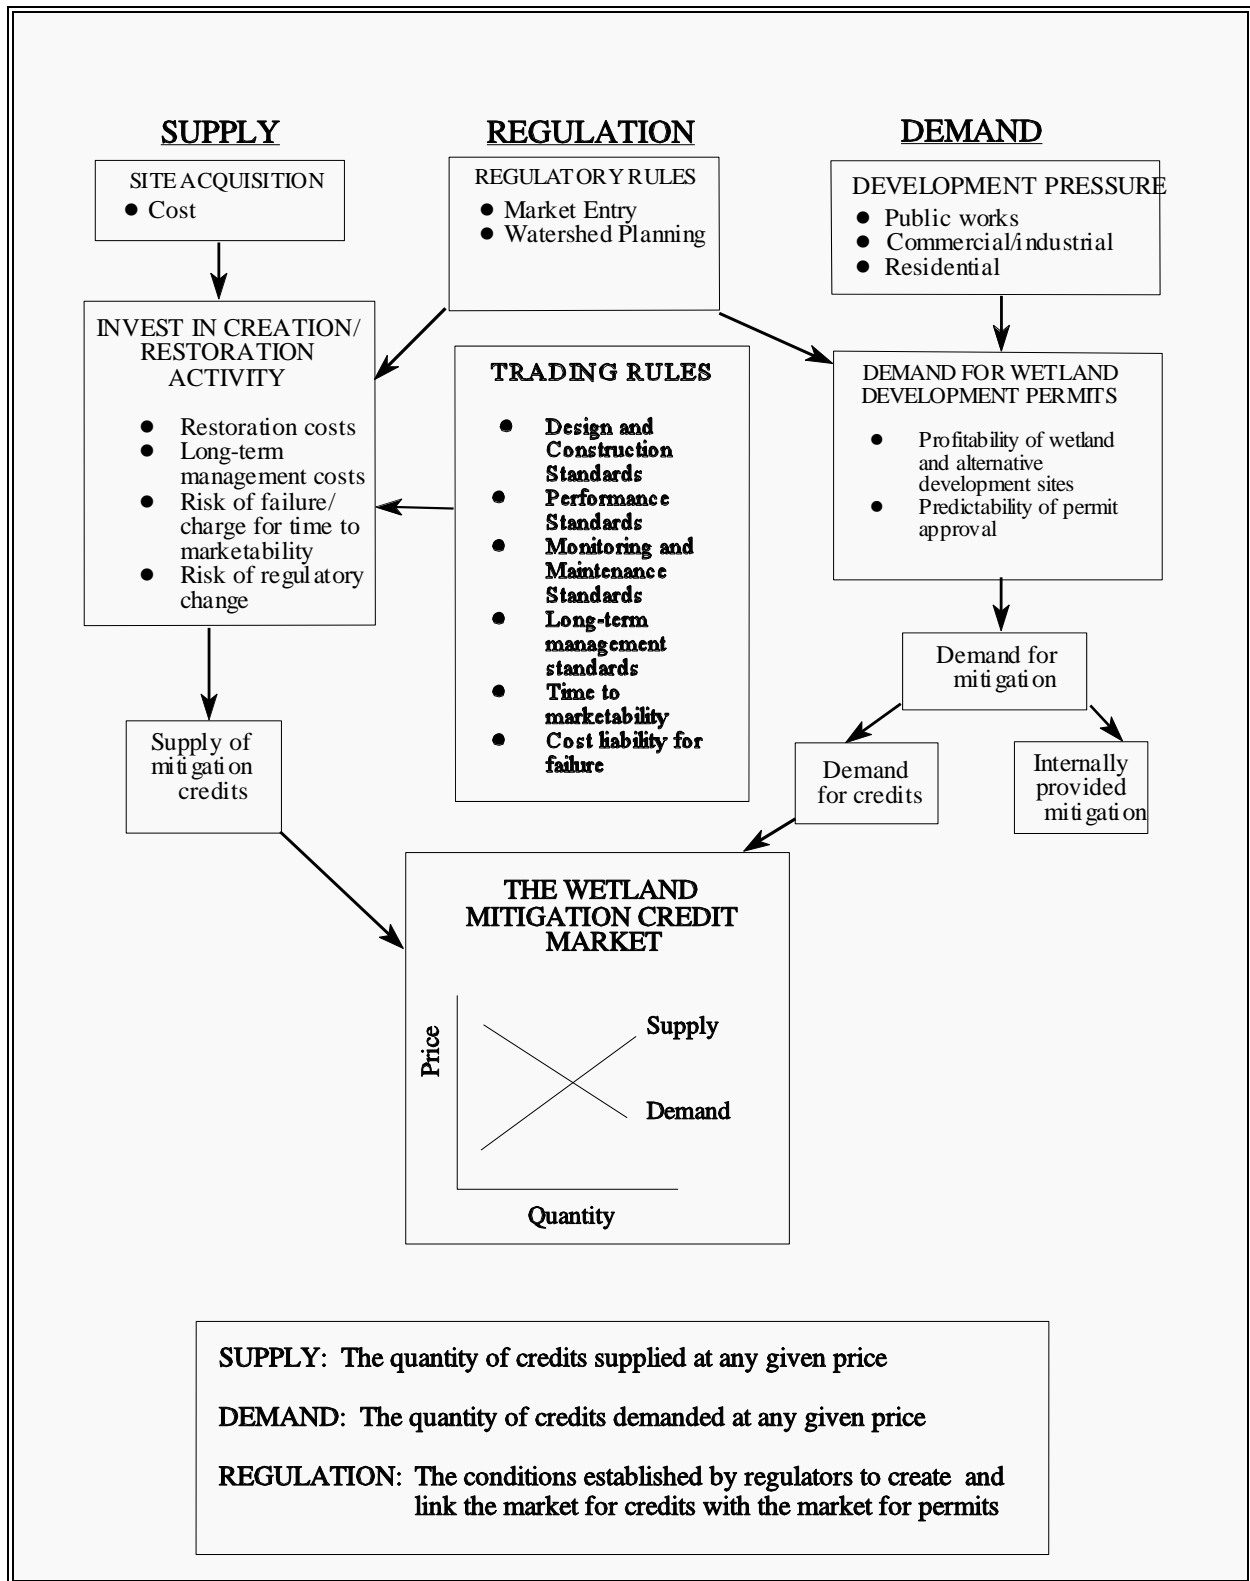 SUPPLY
SITE ACQUISITION
● Cost
INVEST IN CREATION/
RESTORATION
ACTIVITY
● Restoration costs
● Long-term
management costs
● Risk of failure/
charge for time to
marketability
● Risk of regulatory
change
Supply of
mitigation
credits
REGULATION
REGULATORY RULES
● Market Entry
● Watershed Planning
TRADING RULES
● Design and
Construction
Standards
● Performance
Standards
● Monitoring and
Maintenance
Standards
● Long-term
management
standards
● Time to
marketability
● Cost liability for
failure
DEMAND
DEVELOPMENT PRESSURE
● Public works
● Commercial/industrial
● Residential
DEMAND FOR WETLAND
DEVELOPMENT PERMITS
● Profitability of wetland
and alternative
development sites
● Predictability of permit
approval
Demand for
mitigation
Demand
for credits
Internally
provided
mitigation
THE WETLAND
MITIGATION CREDIT
MARKET
Price
Supply
Demand
Quantity
SUPPLY: The quantity of credits supplied at any given price
DEMAND: The quantity of credits demanded at any given price
REGULATION: The conditions established by regulators to create and
link the market for credits with the market for permits